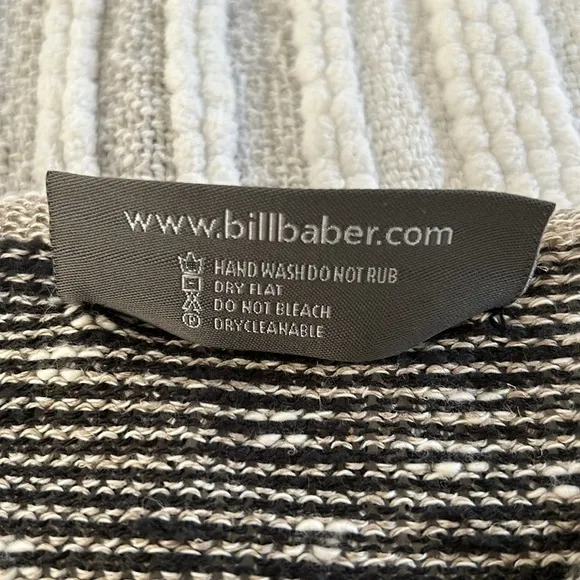 www.billbaber.com
HAND WASH DO NOT RUB
DRY FLAT
DO NOT BLEACH
P DRYCLEANABLE